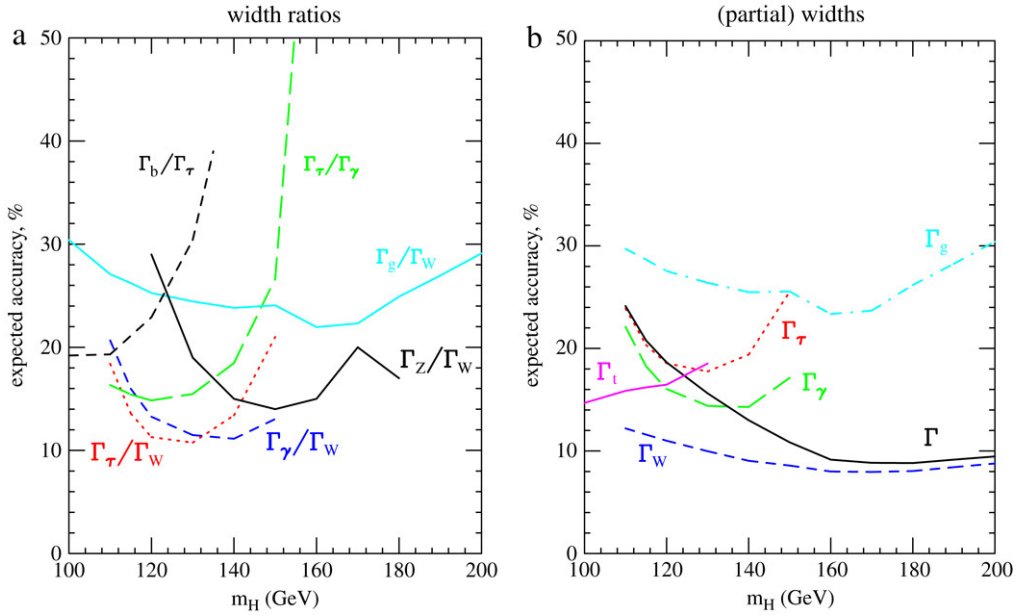 width ratios
a
50
40
30
20
10
0
expected accuracy, %
Γb/Γτ
Γτ/Γγ
Γg/ΓW
ΓZ/ΓW
Γτ/ΓW
Γγ/ΓW
100 120 140 160 180 200
mH (GeV)
(partial) widths
b
50
40
30
20
10
0
expected accuracy, %
Γg
Γτ
Γt
Γγ
Γ
ΓW
100 120 140 160 180 200
mH (GeV)